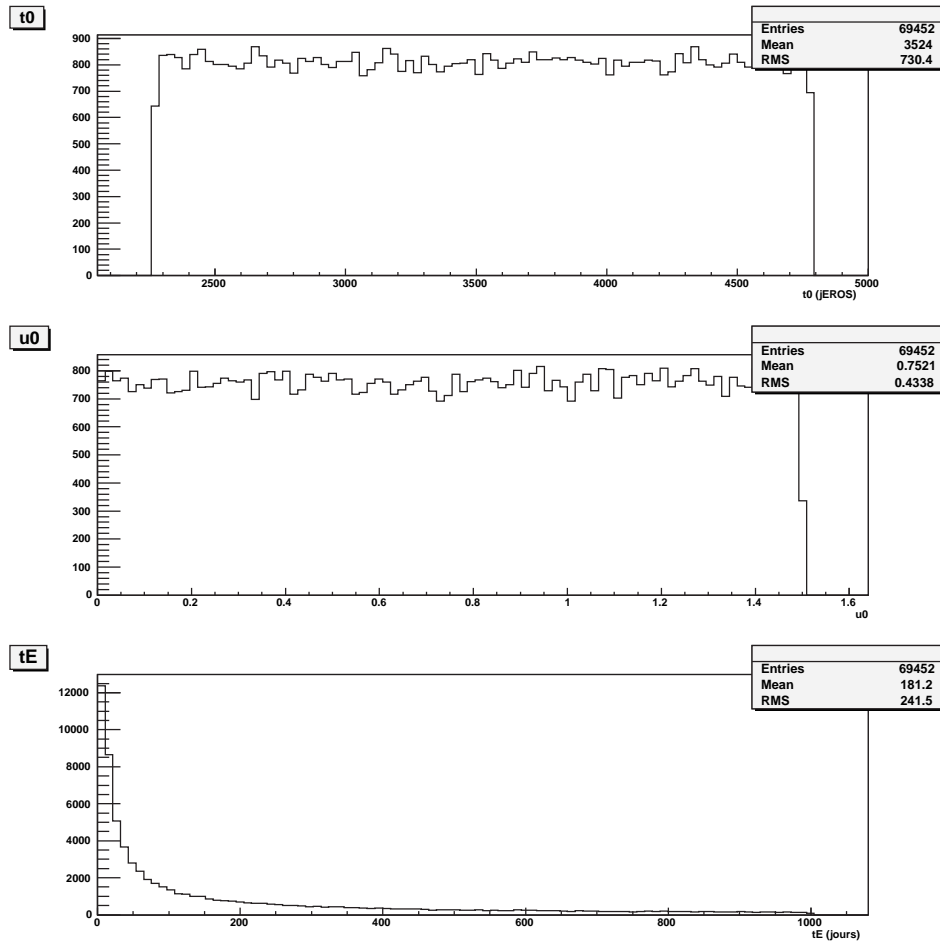 t0
Entries 69452
Mean 3524
RMS 730.4
900
800
700
600
500
400
300
200
100
0
2500 3000 3500 4000 4500 5000
t0 (jEROS)
u0
Entries 69452
Mean 0.7521
RMS 0.4338
800
700
600
500
400
300
200
100
0
0 0.2 0.4 0.6 0.8 1 1.2 1.4 1.6
u0
tE
Entries 69452
Mean 181.2
RMS 241.5
12000
10000
8000
6000
4000
2000
0
0 200 400 600 800 1000
tE (jours)